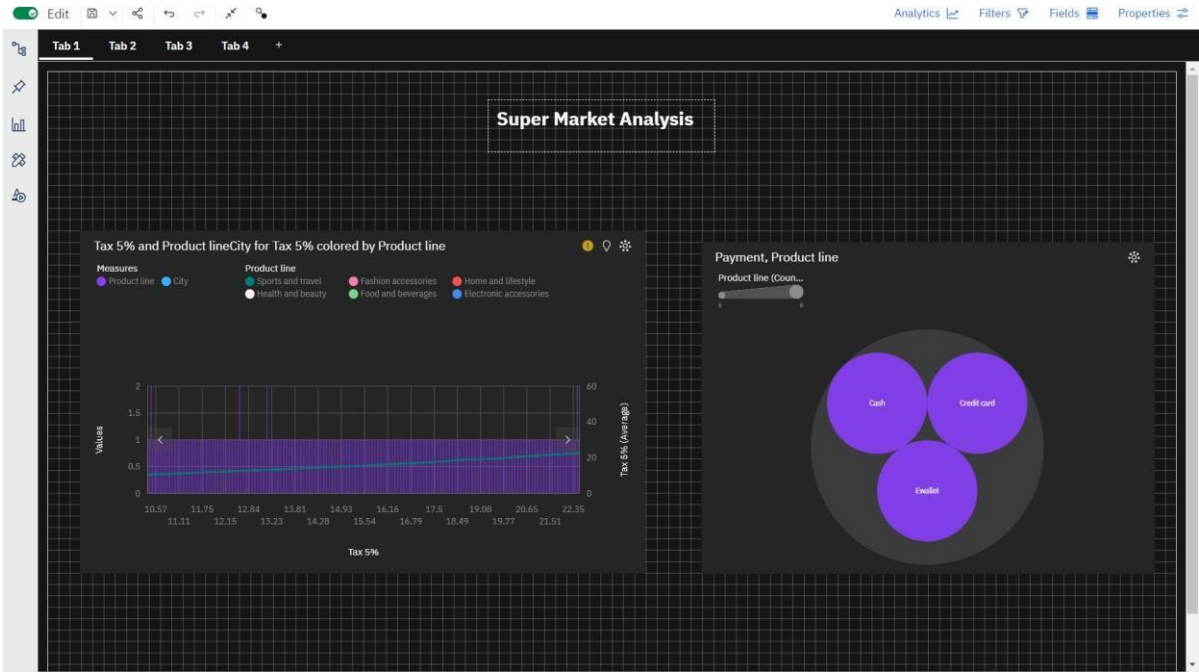 Edit
Analytics Filters Fields Properties
Tab 1 Tab 2 Tab 3 Tab 4 +
Super Market Analysis
Tax 5% and Product lineCity for Tax 5% colored by Product line
Measures
Product line City
Product line
Sports and travel Fashion accessories Home and lifestyle
Health and beauty Food and beverages Electronic accessories
2
1.5
1
0.5
0
Values
60
40
20
0
Tax 5% (Average)
10.57 11.75 12.84 13.81 14.93 16.16 17.5 19.08 20.65 22.35
11.11 12.15 13.23 14.28 15.54 16.79 18.49 19.77 21.51
Tax 5%
Payment, Product line
Product line (Coun...
6 6
Cash
Credit card
Ewallet